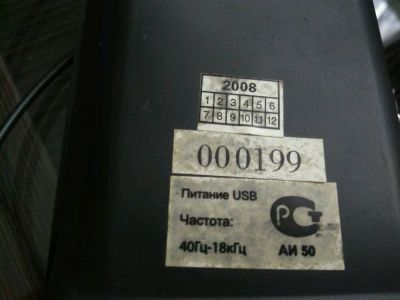 2008
1 2 3 4 5 6
7 8 9 10 11 12
000199
Питание USB
Частота:
40Гц-18кГц
РСТ
АИ 50